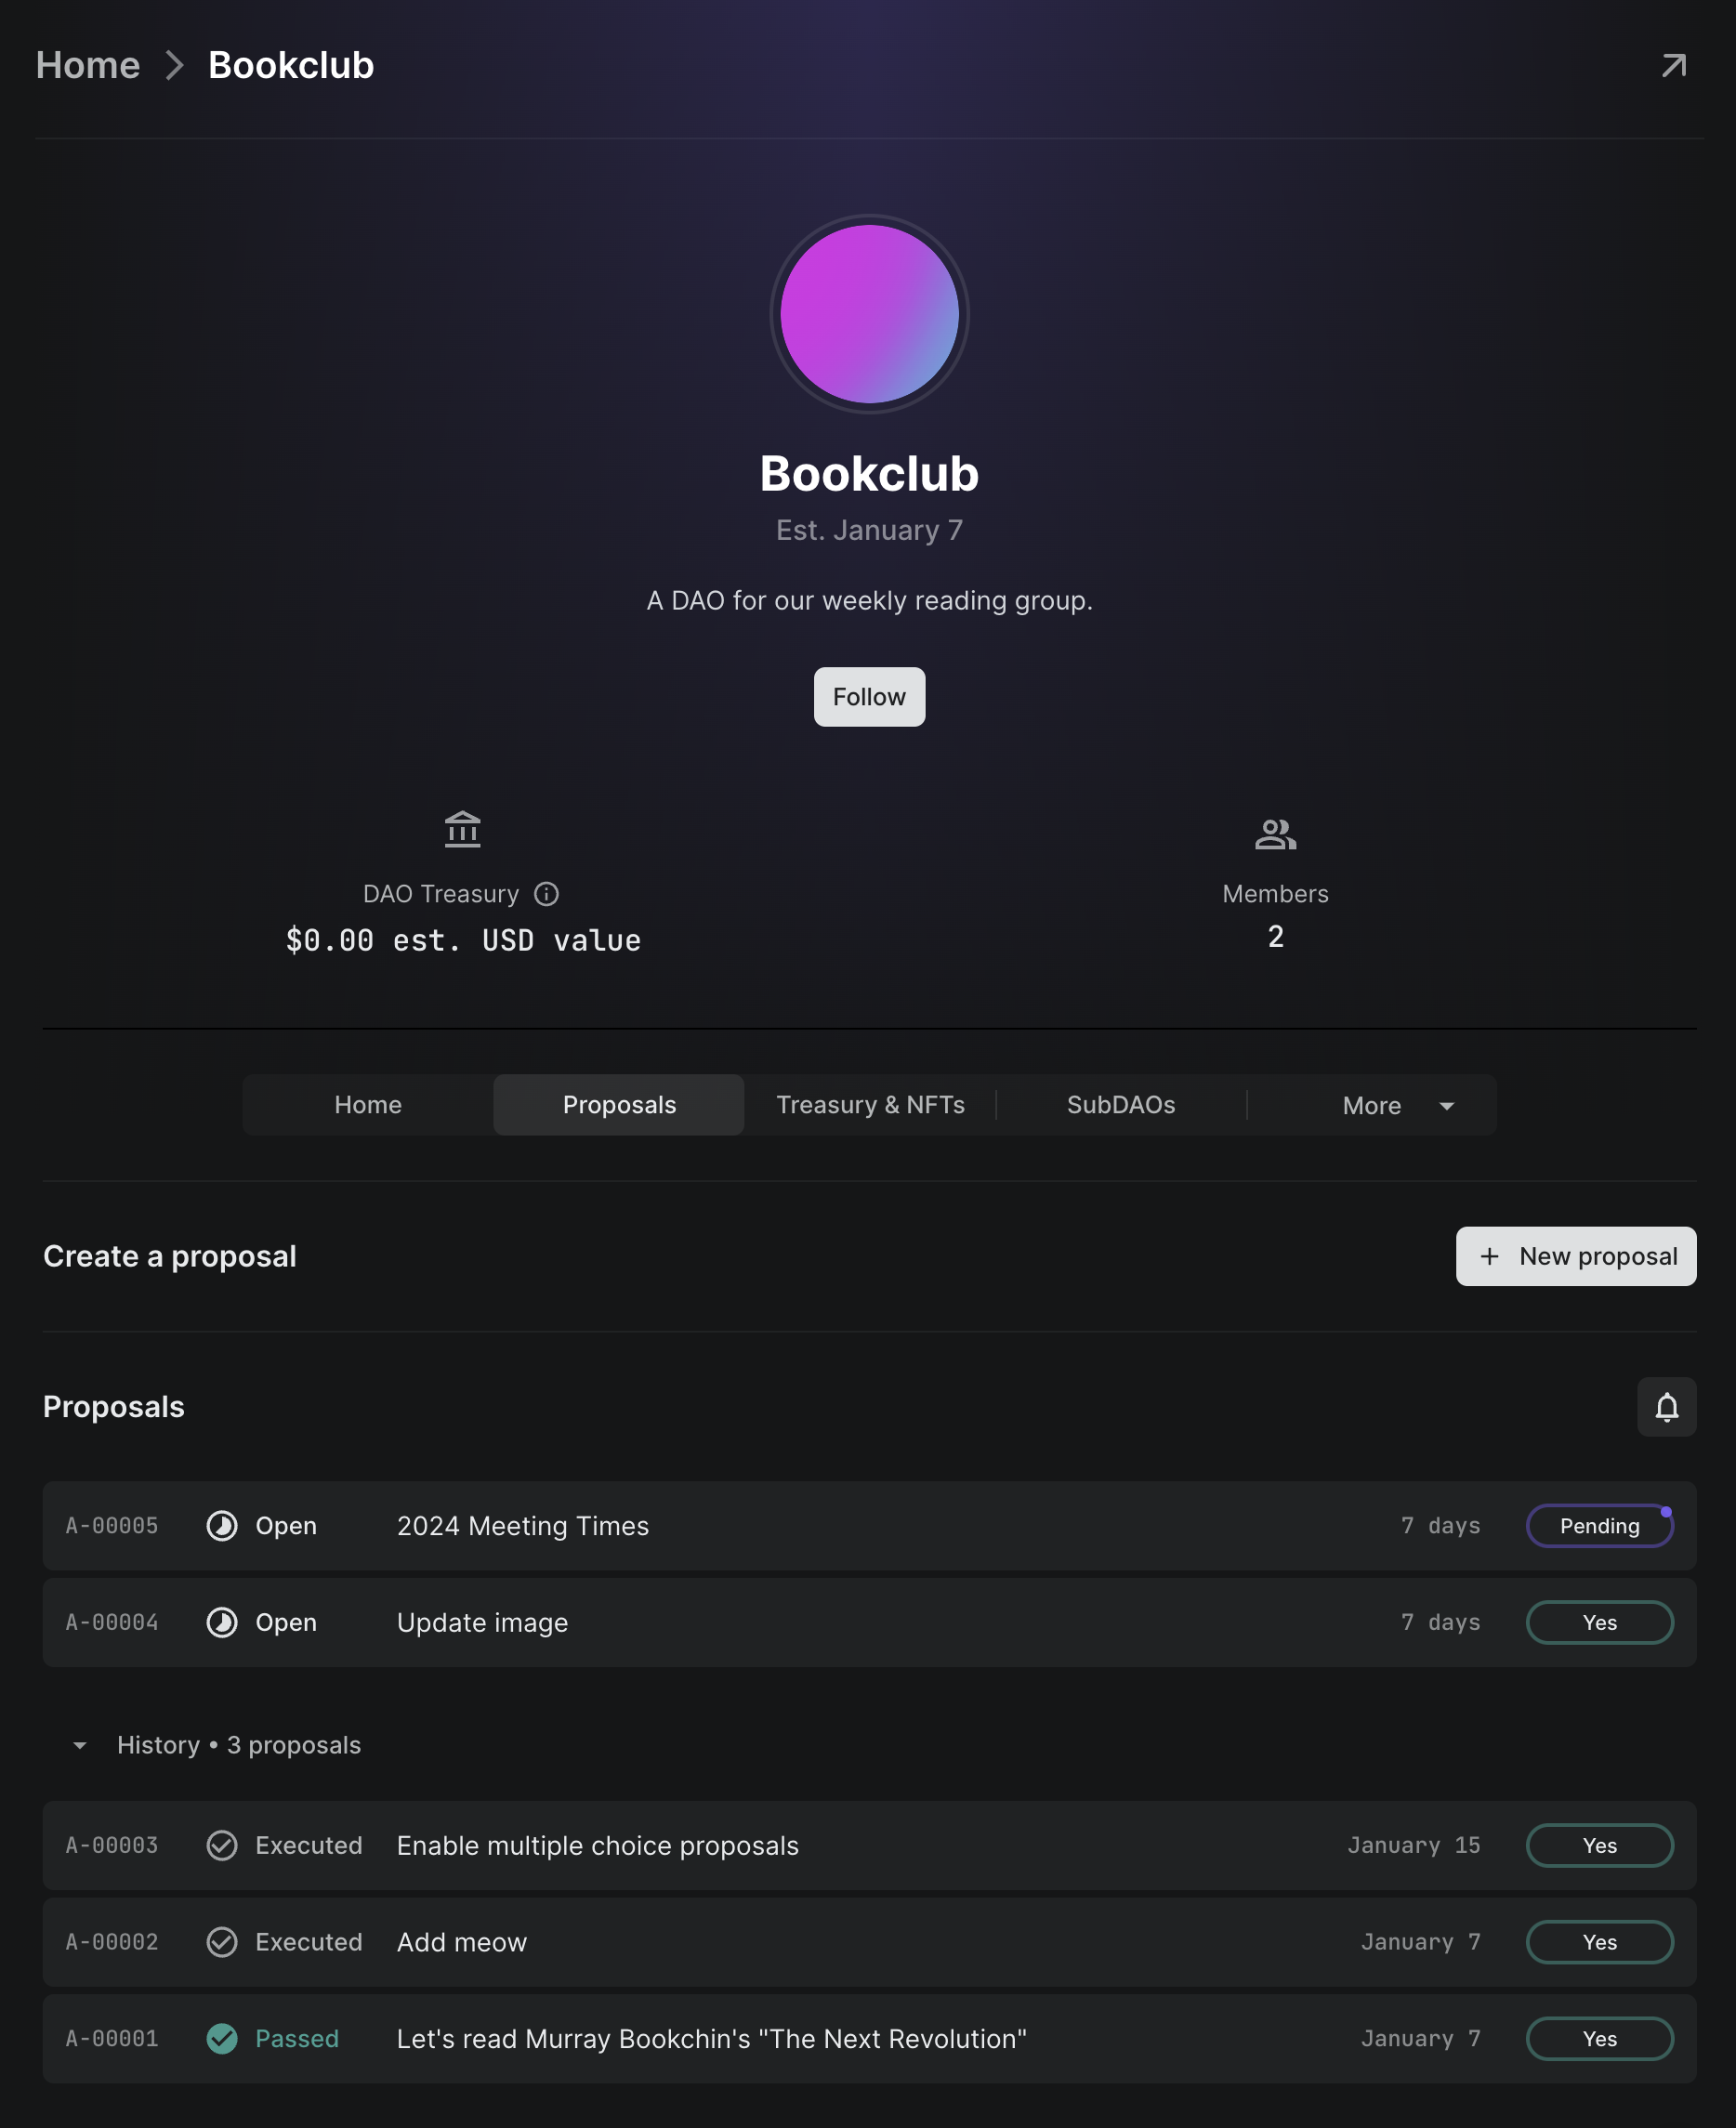 Home > Bookclub
Bookclub
Est. January 7
A DAO for our weekly reading group.
Follow
DAO Treasury
$0.00 est. USD value
Members
2
Home Proposals Treasury & NFTs SubDAOs More
Create a proposal
+ New proposal
Proposals
A-00005 Open 2024 Meeting Times 7 days Pending
A-00004 Open Update image 7 days Yes
History • 3 proposals
A-00003 Executed Enable multiple choice proposals January 15 Yes
A-00002 Executed Add meow January 7 Yes
A-00001 Passed Let's read Murray Bookchin's "The Next Revolution" January 7 Yes